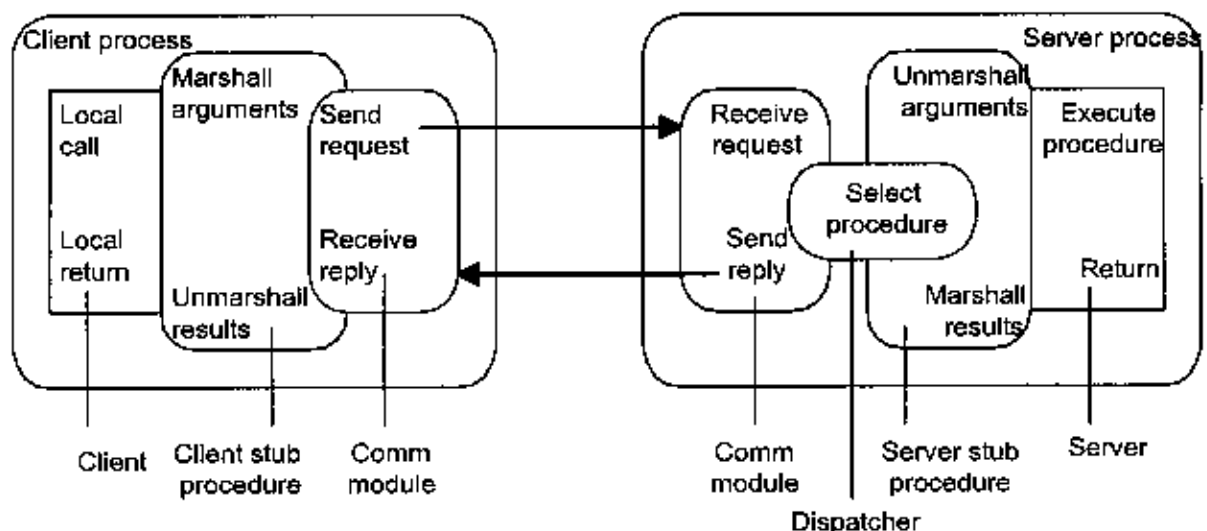 Client process
Marshall
arguments
Local
call
Send
request
Local
return
Receive
reply
Unmarshall
results
Client
Client stub
procedure
Comm
module
Server process
Unmarshall
arguments
Receive
request
Execute
procedure
Select
procedure
Send
reply
Return
Marshall
results
Comm
module
Server stub
procedure
Server
Dispatcher